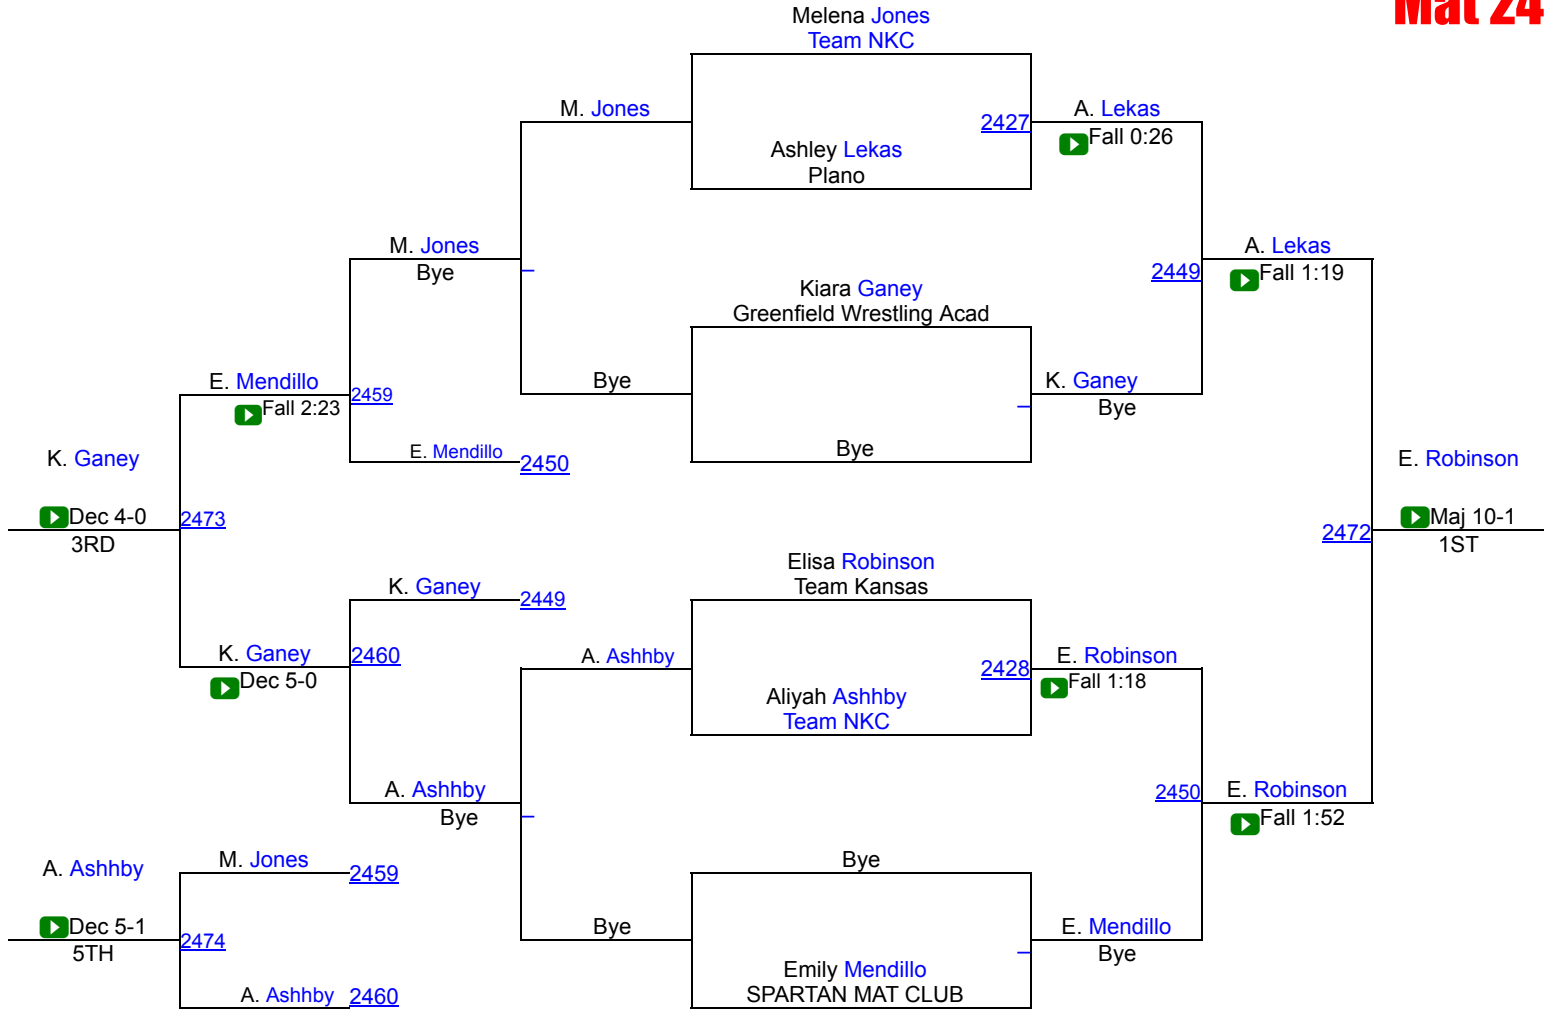 Mat 24
Melena Jones
Team NKC
M. Jones
2427
A. Lekas
Fall 0:26
Ashley Lekas
Plano
M. Jones
Bye
2449
A. Lekas
Fall 1:19
Kiara Ganey
Greenfield Wrestling Acad
E. Mendillo
Fall 2:23
2459
Bye
K. Ganey
Bye
E. Mendillo
2450
Bye
K. Ganey
Dec 4-0
3RD
2473
E. Robinson
Maj 10-1
1ST
2472
Elisa Robinson
Team Kansas
K. Ganey
2449
K. Ganey
Dec 5-0
2460
A. Ashhby
2428
E. Robinson
Fall 1:18
Aliyah Ashhby
Team NKC
A. Ashhby
Bye
2450
E. Robinson
Fall 1:52
A. Ashhby
Dec 5-1
5TH
M. Jones
2459
2474
A. Ashhby
2460
Bye
Bye
E. Mendillo
Bye
Emily Mendillo
SPARTAN MAT CLUB